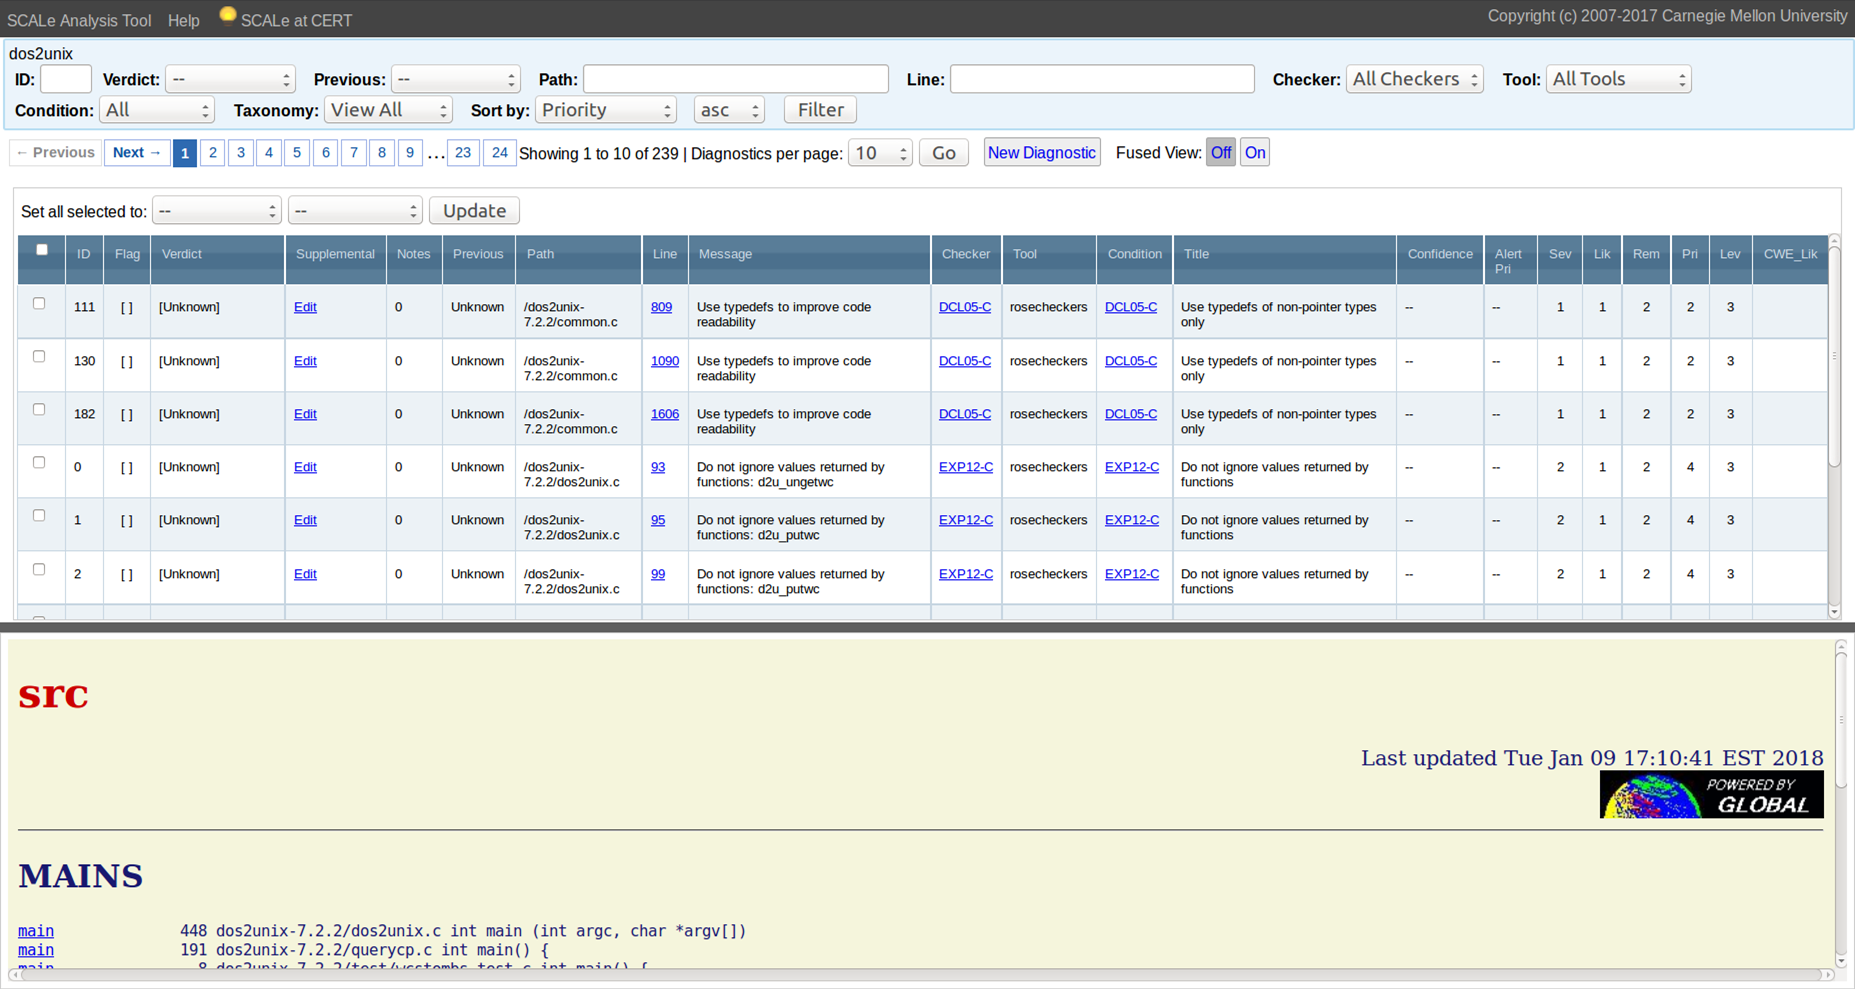 SCALe Analysis Tool Help SCALe at CERT Copyright (c) 2007-2017 Carnegie Mellon University
dos2unix
ID: Verdict: -- Previous: -- Path: Line: Checker: All Checkers Tool: All Tools
Condition: All Taxonomy: View All Sort by: Priority asc Filter
← Previous Next → 1 2 3 4 5 6 7 8 9 ... 23 24 Showing 1 to 10 of 239 | Diagnostics per page: 10 Go New Diagnostic Fused View: Off On
Set all selected to: -- -- Update
ID Flag Verdict Supplemental Notes Previous Path Line Message Checker Tool Condition Title Confidence Alert Pri Sev Lik Rem Pri Lev CWE_Lik
111 [ ] [Unknown] Edit 0 Unknown /dos2unix-7.2.2/common.c 809 Use typedefs to improve code readability DCL05-C rosecheckers DCL05-C Use typedefs of non-pointer types only -- -- 1 1 2 2 3
130 [ ] [Unknown] Edit 0 Unknown /dos2unix-7.2.2/common.c 1090 Use typedefs to improve code readability DCL05-C rosecheckers DCL05-C Use typedefs of non-pointer types only -- -- 1 1 2 2 3
182 [ ] [Unknown] Edit 0 Unknown /dos2unix-7.2.2/common.c 1606 Use typedefs to improve code readability DCL05-C rosecheckers DCL05-C Use typedefs of non-pointer types only -- -- 1 1 2 2 3
0 [ ] [Unknown] Edit 0 Unknown /dos2unix-7.2.2/dos2unix.c 93 Do not ignore values returned by functions: d2u_ungetwc EXP12-C rosecheckers EXP12-C Do not ignore values returned by functions -- -- 2 1 2 4 3
1 [ ] [Unknown] Edit 0 Unknown /dos2unix-7.2.2/dos2unix.c 95 Do not ignore values returned by functions: d2u_putwc EXP12-C rosecheckers EXP12-C Do not ignore values returned by functions -- -- 2 1 2 4 3
2 [ ] [Unknown] Edit 0 Unknown /dos2unix-7.2.2/dos2unix.c 99 Do not ignore values returned by functions: d2u_putwc EXP12-C rosecheckers EXP12-C Do not ignore values returned by functions -- -- 2 1 2 4 3
src
Last updated Tue Jan 09 17:10:41 EST 2018
POWERED BY
GLOBAL
MAINS
main 448 dos2unix-7.2.2/dos2unix.c int main (int argc, char *argv[])
main 191 dos2unix-7.2.2/querycp.c int main() {
main 8 dos2unix-7.2.2/test/wcstombs_test.c int main() {